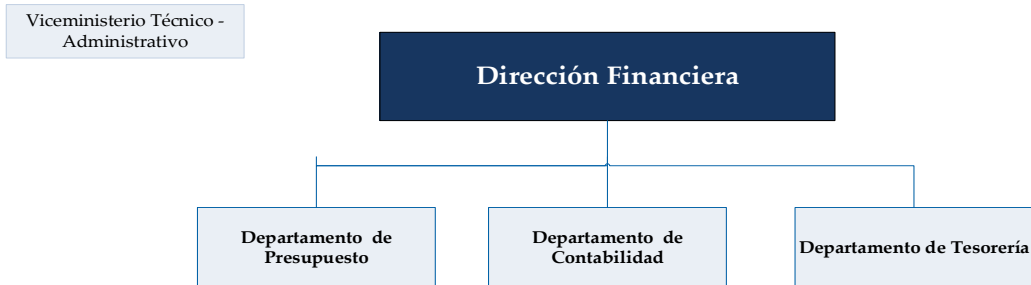 Viceministerio Técnico -
Administrativo
Dirección Financiera
Departamento de
Presupuesto
Departamento de
Contabilidad
Departamento de Tesorería